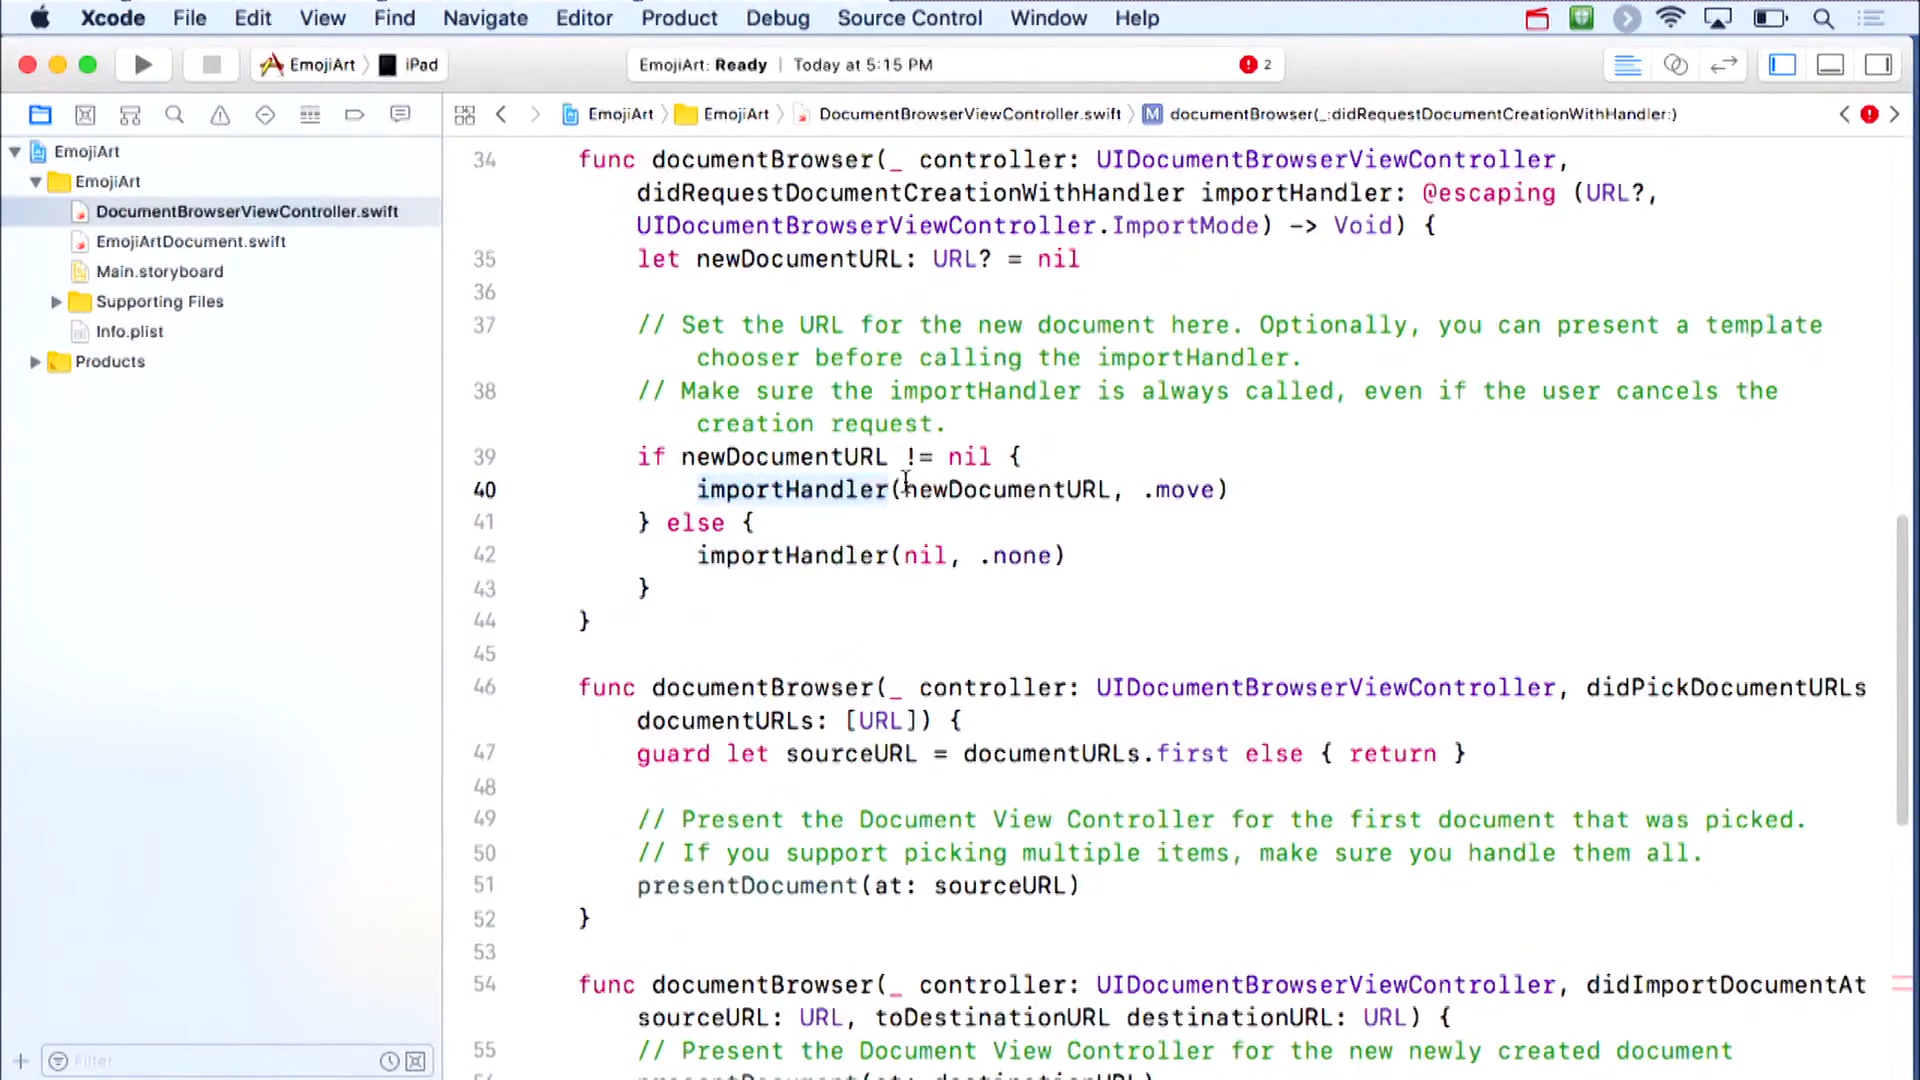 Xcode File Edit View Find Navigate Editor Product Debug Source Control Window Help
EmojiArt iPad EmojiArt: Ready | Today at 5:15 PM 2
EmojiArt EmojiArt DocumentBrowserViewController.swift M documentBrowser(_:didRequestDocumentCreationWithHandler:)
EmojiArt
EmojiArt
DocumentBrowserViewController.swift
EmojiArtDocument.swift
Main.storyboard
Supporting Files
Info.plist
Products
Filter
34 func documentBrowser(_ controller: UIDocumentBrowserViewController,
didRequestDocumentCreationWithHandler importHandler: @escaping (URL?,
UIDocumentBrowserViewController.ImportMode) -> Void) {
35 let newDocumentURL: URL? = nil
36
37 // Set the URL for the new document here. Optionally, you can present a template
chooser before calling the importHandler.
38 // Make sure the importHandler is always called, even if the user cancels the
creation request.
39 if newDocumentURL != nil {
40 importHandler(newDocumentURL, .move)
41 } else {
42 importHandler(nil, .none)
43 }
44 }
45
46 func documentBrowser(_ controller: UIDocumentBrowserViewController, didPickDocumentURLs
documentURLs: [URL]) {
47 guard let sourceURL = documentURLs.first else { return }
48
49 // Present the Document View Controller for the first document that was picked.
50 // If you support picking multiple items, make sure you handle them all.
51 presentDocument(at: sourceURL)
52 }
53
54 func documentBrowser(_ controller: UIDocumentBrowserViewController, didImportDocumentAt
sourceURL: URL, toDestinationURL destinationURL: URL) {
55 // Present the Document View Controller for the new newly created document